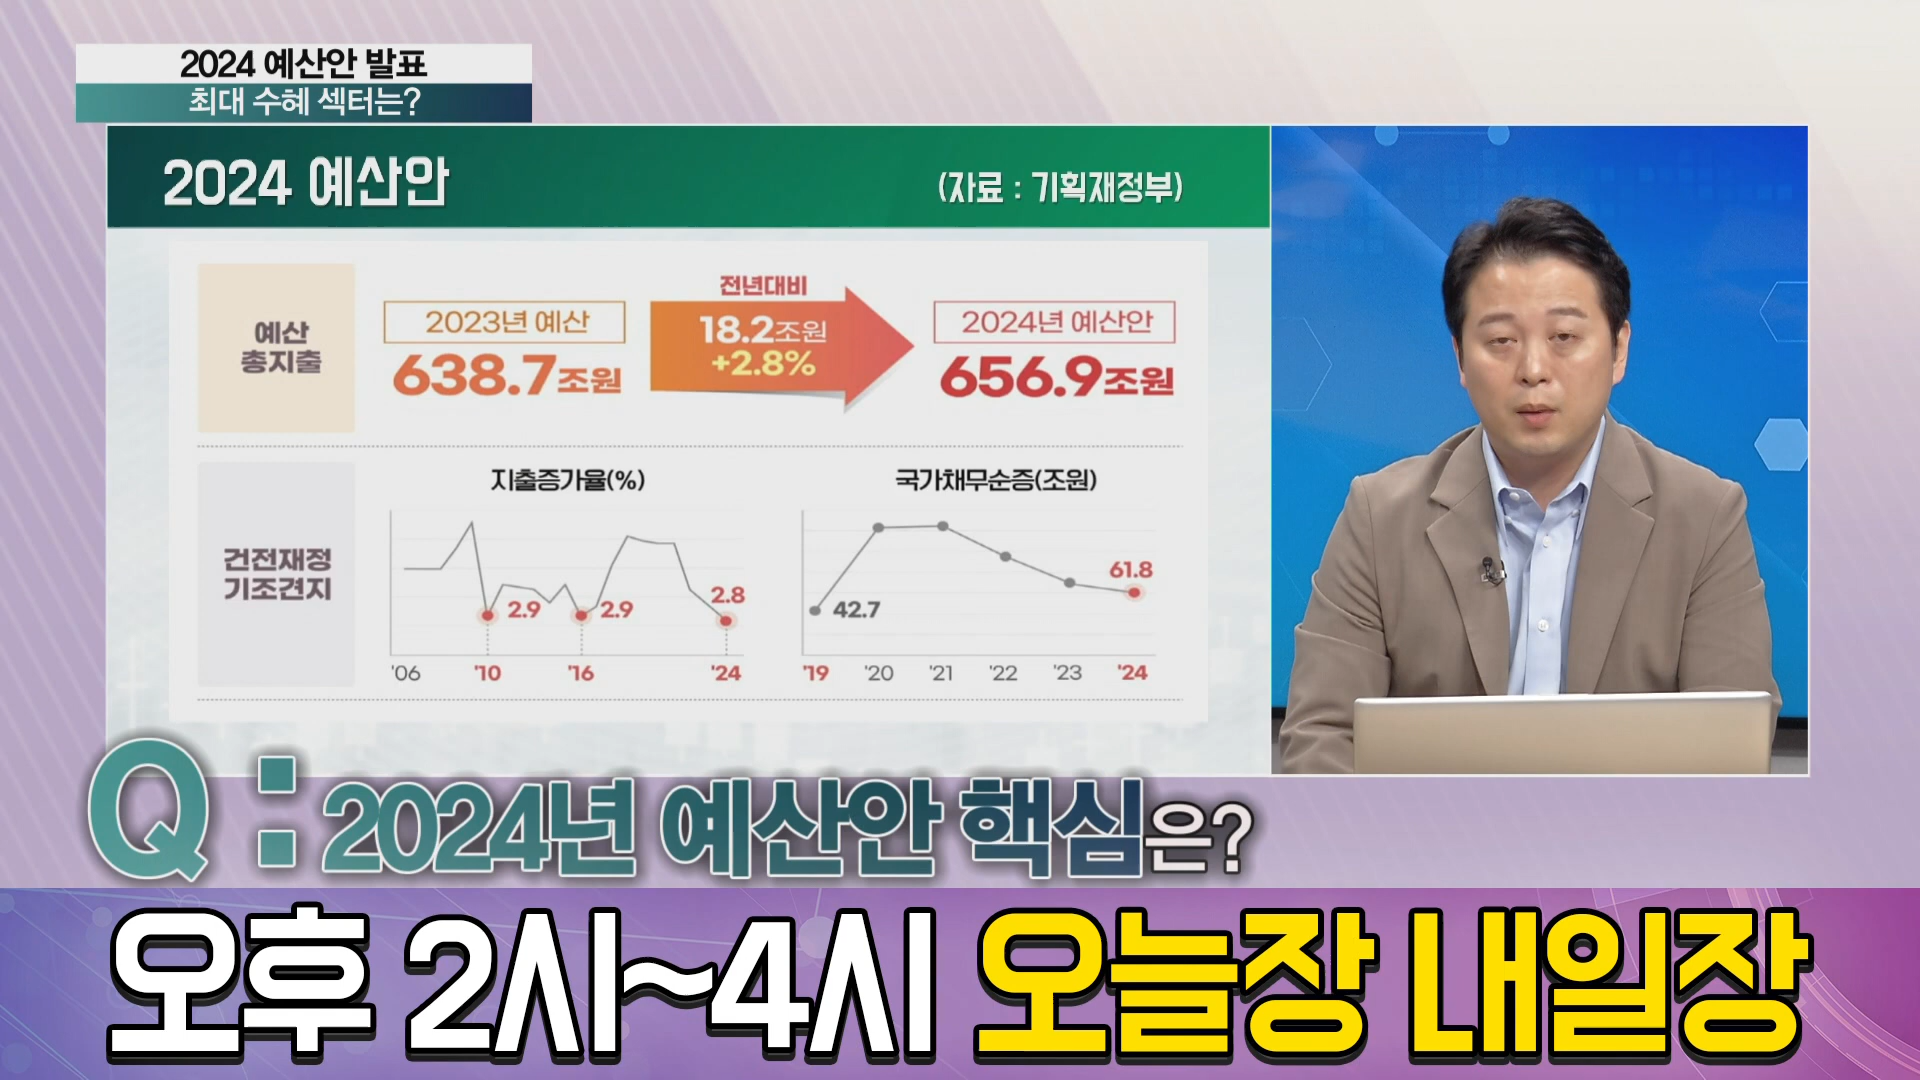 2024 예산안 발표
최대 수혜 섹터는?
2024 예산안
(자료 : 기획재정부)
예산
총지출
2023년 예산
638.7조원
전년대비
18.2조원
+2.8%
2024년 예산안
656.9조원
건전재정
기조견지
지출증가율(%)
2.9
2.9
2.8
'06 '10 '16 '24
국가채무순증(조원)
42.7
61.8
'19 '20 '21 '22 '23 '24
Q : 2024년 예산안 핵심은?
오후 2시~4시 오늘장 내일장